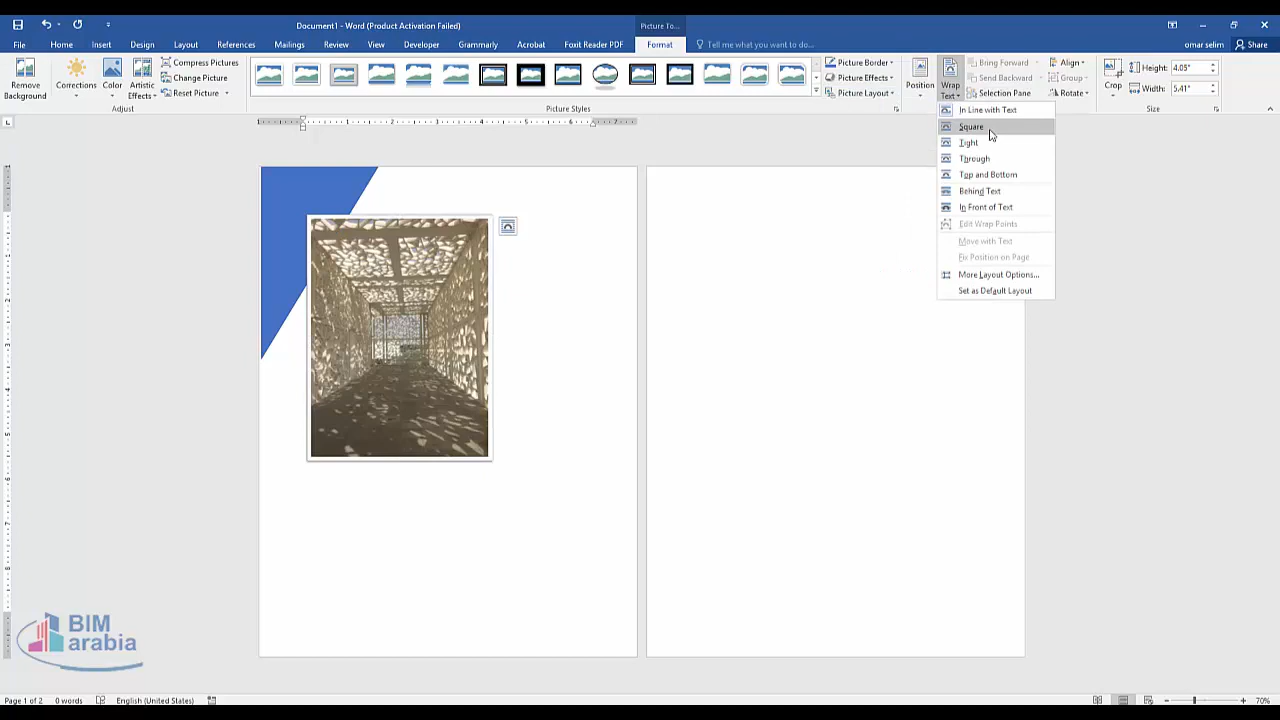 Document1 - Word (Product Activation Failed)
Picture To...
File Home Insert Design Layout References Mailings Review View Developer Grammarly Acrobat Foxit Reader PDF Format Tell me what you want to do...
omar selim Share
Remove Background
Corrections
Color
Artistic Effects
Compress Pictures
Change Picture
Reset Picture
Adjust
Picture Styles
Picture Border
Picture Effects
Picture Layout
Position
Wrap Text
Bring Forward
Send Backward
Selection Pane
Align
Group
Rotate
Crop
Height: 4.05"
Width: 5.41"
Size
In Line with Text
Square
Tight
Through
Top and Bottom
Behind Text
In Front of Text
Edit Wrap Points
Move with Text
Fix Position on Page
More Layout Options...
Set as Default Layout
BIM
arabia
Page 1 of 2 0 words English (United States) 70%